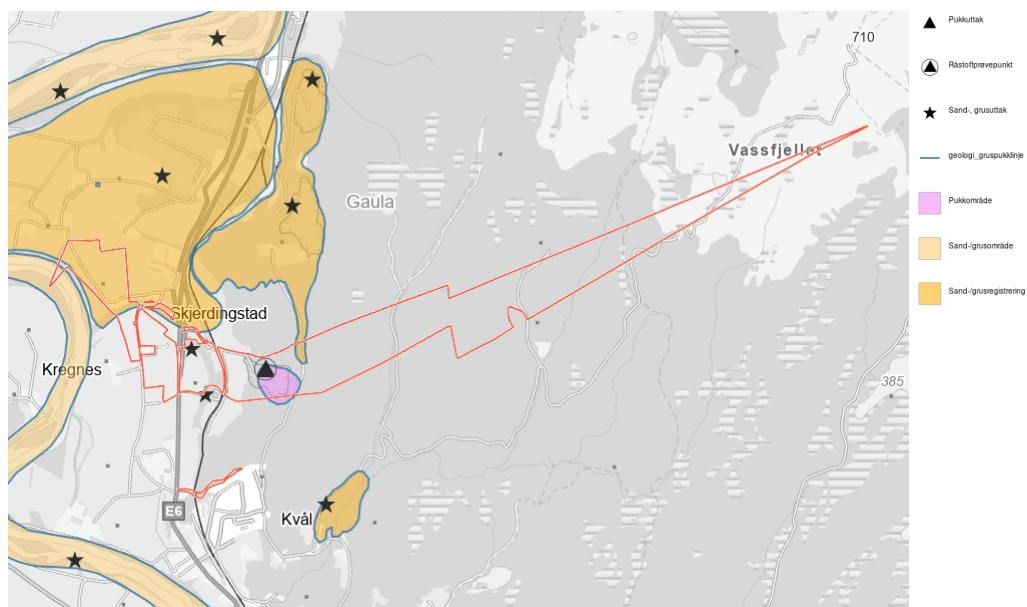 710
Vassfjellet
Gaula
Skjerdingstad
Kregnes
385
Kvål
E6
Pukkuttak
Råstoffprøvepunkt
Sand-, grusuttak
geologi_gruspukklinje
Pukkområde
Sand-/grusområde
Sand-/grusregistrering